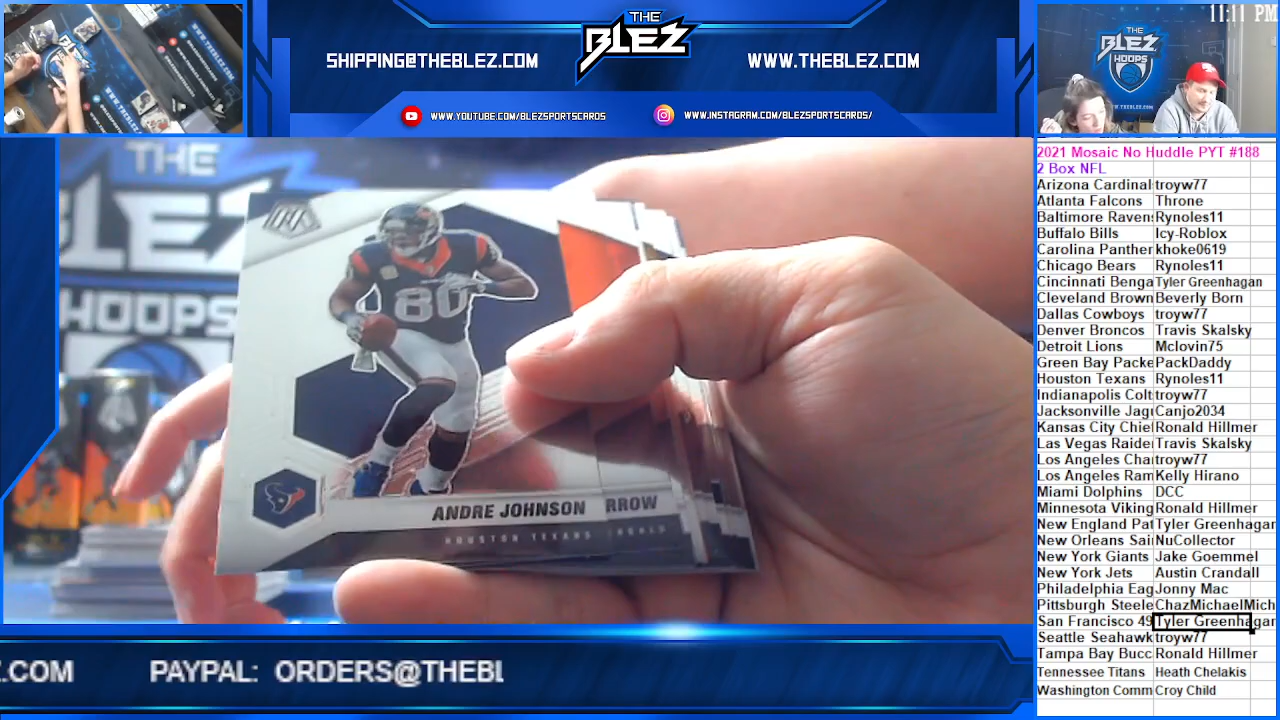 THE
BLEZ
SHIPPING@THEBLEZ.COM
WWW.THEBLEZ.COM
WWW.YOUTUBE.COM/BLEZSPORTSCARDS
WWW.INSTAGRAM.COM/BLEZSPORTSCARDS/
11:11 PM
THE
BLEZ
HOOPS
THE
BLEZ
HOOPS
80
ANDRE JOHNSON
RROW
HOUSTON TEXANS
2021 Mosaic No Huddle PYT #188
2 Box NFL
Arizona Cardinal troyw77
Atlanta Falcons Throne
Baltimore Ravens Rynoles11
Buffalo Bills Icy-Roblox
Carolina Panther khoke0619
Chicago Bears Rynoles11
Cincinnati Benga Tyler Greenhagan
Cleveland Brown Beverly Born
Dallas Cowboys troyw77
Denver Broncos Travis Skalsky
Detroit Lions Mclovin75
Green Bay Packe PackDaddy
Houston Texans Rynoles11
Indianapolis Colt troyw77
Jacksonville Jagu Canjo2034
Kansas City Chief Ronald Hillmer
Las Vegas Raide Travis Skalsky
Los Angeles Cha troyw77
Los Angeles Ram Kelly Hirano
Miami Dolphins DCC
Minnesota Viking Ronald Hillmer
New England Pat Tyler Greenhagan
New Orleans Sai NuCollector
New York Giants Jake Goemmel
New York Jets Austin Crandall
Philadelphia Eag Jonny Mac
Pittsburgh Steele ChazMichaelMich
San Francisco 49 Tyler Greenhagan
Seattle Seahawk troyw77
Tampa Bay Bucc Ronald Hillmer
Tennessee Titans Heath Chelakis
Washington Comm Croy Child
Z.COM PAYPAL: ORDERS@THEBL